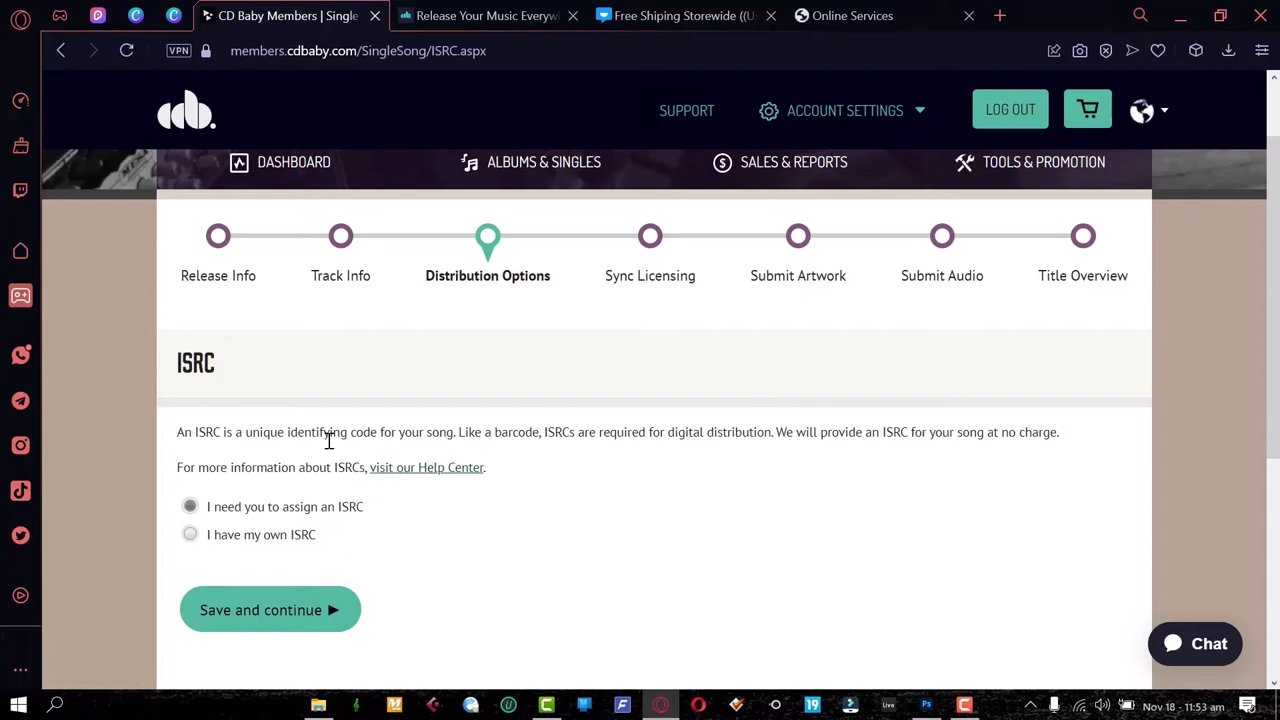 CD Baby Members | Single
Release Your Music Everywh
Free Shiping Storewide ((Us
Online Services
VPN
members.cdbaby.com/SingleSong/ISRC.aspx
SUPPORT
ACCOUNT SETTINGS
LOG OUT
DASHBOARD
ALBUMS & SINGLES
SALES & REPORTS
TOOLS & PROMOTION
Release Info
Track Info
Distribution Options
Sync Licensing
Submit Artwork
Submit Audio
Title Overview
ISRC
An ISRC is a unique identifying code for your song. Like a barcode, ISRCs are required for digital distribution. We will provide an ISRC for your song at no charge.
For more information about ISRCs, visit our Help Center.
I need you to assign an ISRC
I have my own ISRC
Save and continue ►
Chat
19
Live
Ps
Nov 18 - 11:53 am